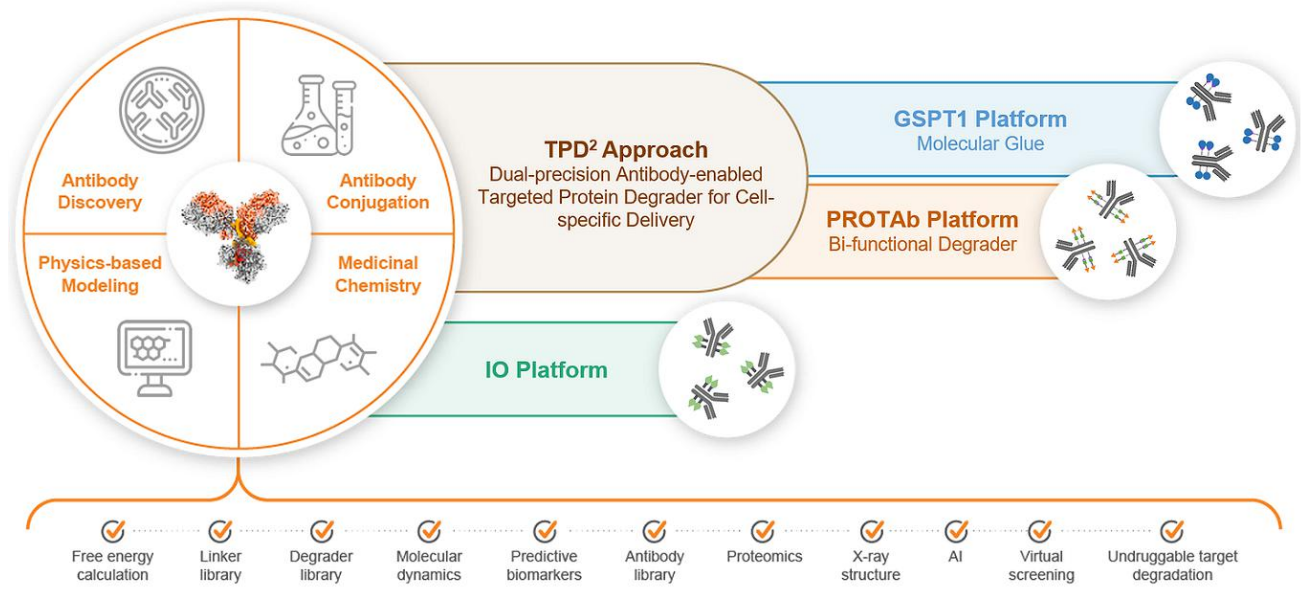 Antibody
Discovery
Antibody
Conjugation
Physics-based
Modeling
Medicinal
Chemistry
TPD² Approach
Dual-precision Antibody-enabled
Targeted Protein Degrader for Cell-
specific Delivery
GSPT1 Platform
Molecular Glue
PROTAb Platform
Bi-functional Degrader
IO Platform
Free energy
calculation
Linker
library
Degrader
library
Molecular
dynamics
Predictive
biomarkers
Antibody
library
Proteomics
X-ray
structure
AI
Virtual
screening
Undruggable target
degradation